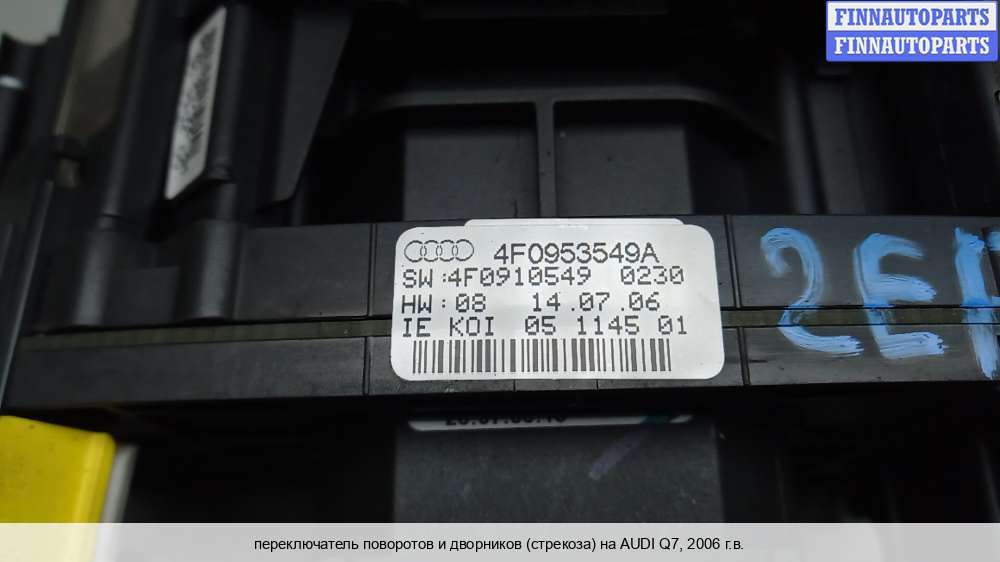 FINNAUTOPARTS
FINNAUTOPARTS
4F0953549A
SW:4F0910549 0230
HW:08 14.07.06
IE KOI 05 1145 01
переключатель поворотов и дворников (стрекоза) на AUDI Q7, 2006 г.в.